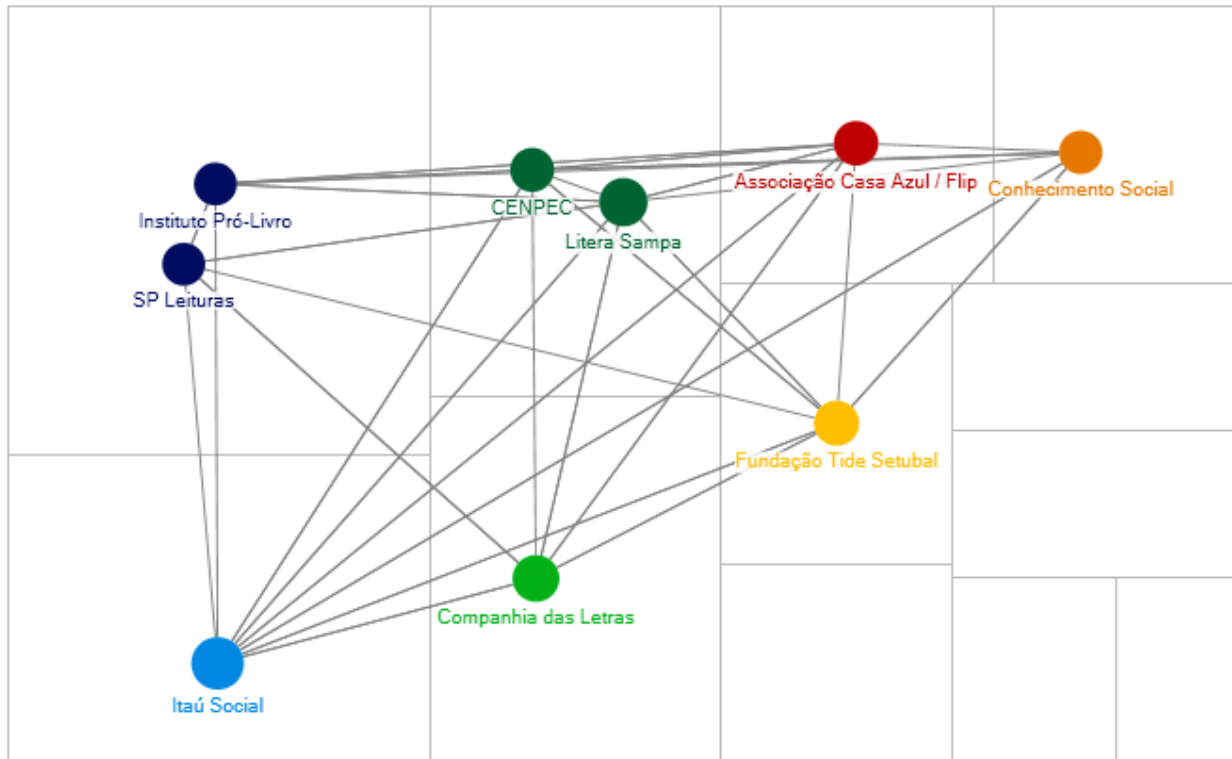 Associação Casa Azul / Flip
Conhecimento Social
CENPEC
Instituto Pró-Livro
Litera Sampa
SP Leituras
Fundação Tide Setubal
Companhia das Letras
Itaú Social